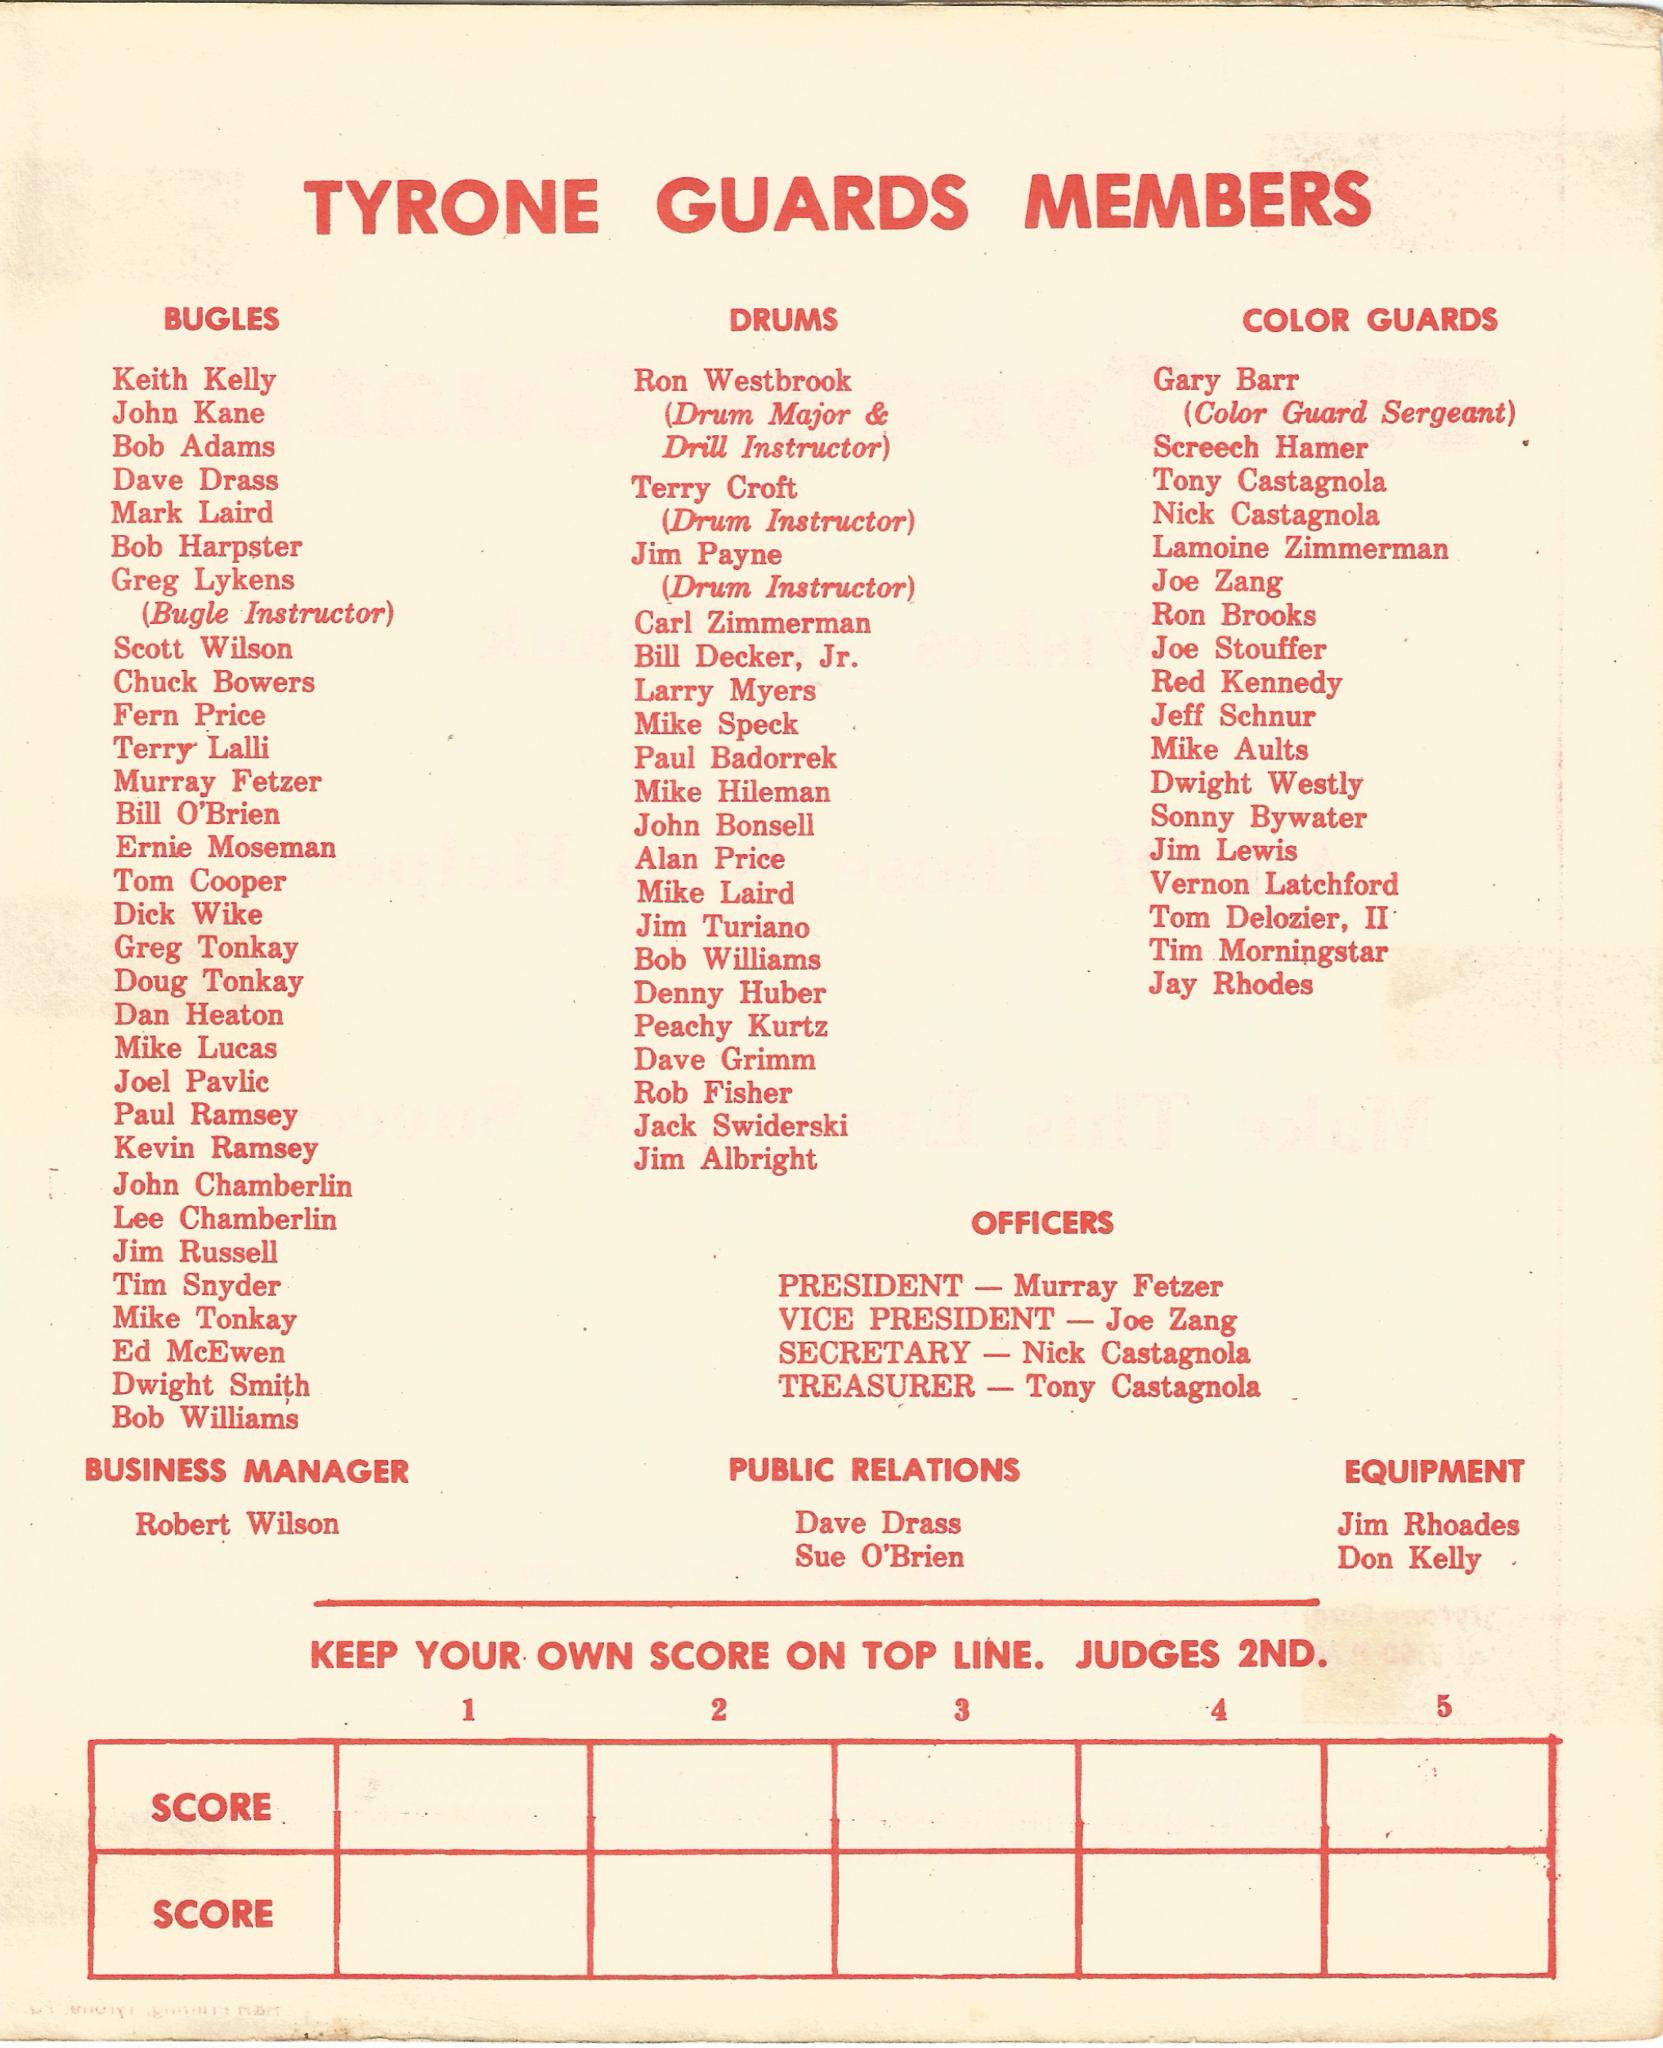 TYRONE GUARDS MEMBERS
BUGLES
Keith Kelly
John Kane
Bob Adams
Dave Drass
Mark Laird
Bob Harpster
Greg Lykens
(Bugle Instructor)
Scott Wilson
Chuck Bowers
Fern Price
Terry Lalli
Murray Fetzer
Bill O'Brien
Ernie Moseman
Tom Cooper
Dick Wike
Greg Tonkay
Doug Tonkay
Dan Heaton
Mike Lucas
Joel Pavlic
Paul Ramsey
Kevin Ramsey
John Chamberlin
Lee Chamberlin
Jim Russell
Tim Snyder
Mike Tonkay
Ed McEwen
Dwight Smith
Bob Williams
DRUMS
Ron Westbrook
(Drum Major &
Drill Instructor)
Terry Croft
(Drum Instructor)
Jim Payne
(Drum Instructor)
Carl Zimmerman
Bill Decker, Jr.
Larry Myers
Mike Speck
Paul Badorrek
Mike Hileman
John Bonsell
Alan Price
Mike Laird
Jim Turiano
Bob Williams
Denny Huber
Peachy Kurtz
Dave Grimm
Rob Fisher
Jack Swiderski
Jim Albright
COLOR GUARDS
Gary Barr
(Color Guard Sergeant)
Screech Hamer
Tony Castagnola
Nick Castagnola
Lamoine Zimmerman
Joe Zang
Ron Brooks
Joe Stouffer
Red Kennedy
Jeff Schnur
Mike Aults
Dwight Westly
Sonny Bywater
Jim Lewis
Vernon Latchford
Tom Delozier, II
Tim Morningstar
Jay Rhodes
OFFICERS
PRESIDENT — Murray Fetzer
VICE PRESIDENT — Joe Zang
SECRETARY — Nick Castagnola
TREASURER — Tony Castagnola
BUSINESS MANAGER
Robert Wilson
PUBLIC RELATIONS
Dave Drass
Sue O'Brien
EQUIPMENT
Jim Rhoades
Don Kelly
KEEP YOUR OWN SCORE ON TOP LINE. JUDGES 2ND.
1 2 3 4 5
SCORE
SCORE